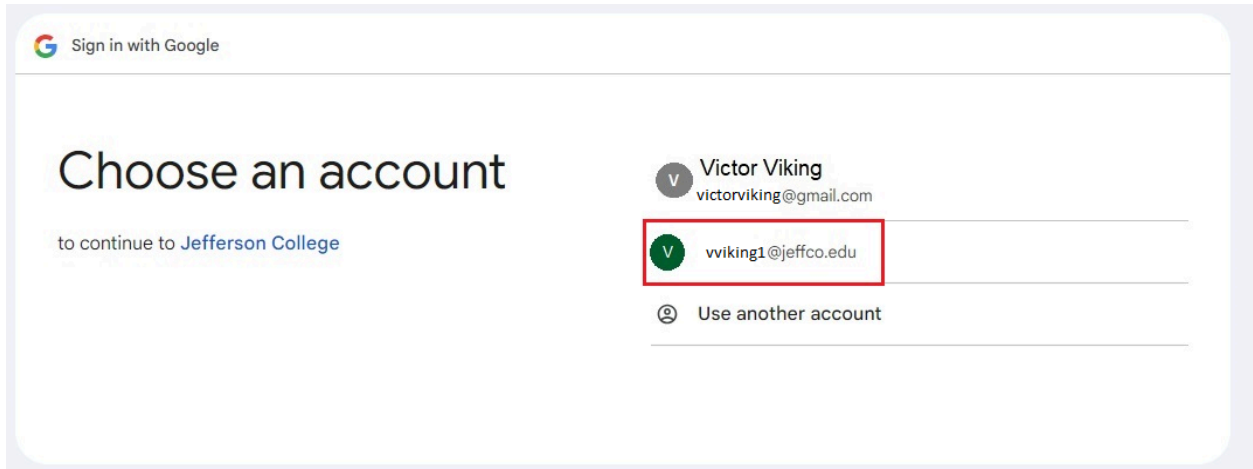 Sign in with Google
Choose an account
to continue to Jefferson College
V
Victor Viking
victorviking@gmail.com
V
vviking1@jeffco.edu
Use another account